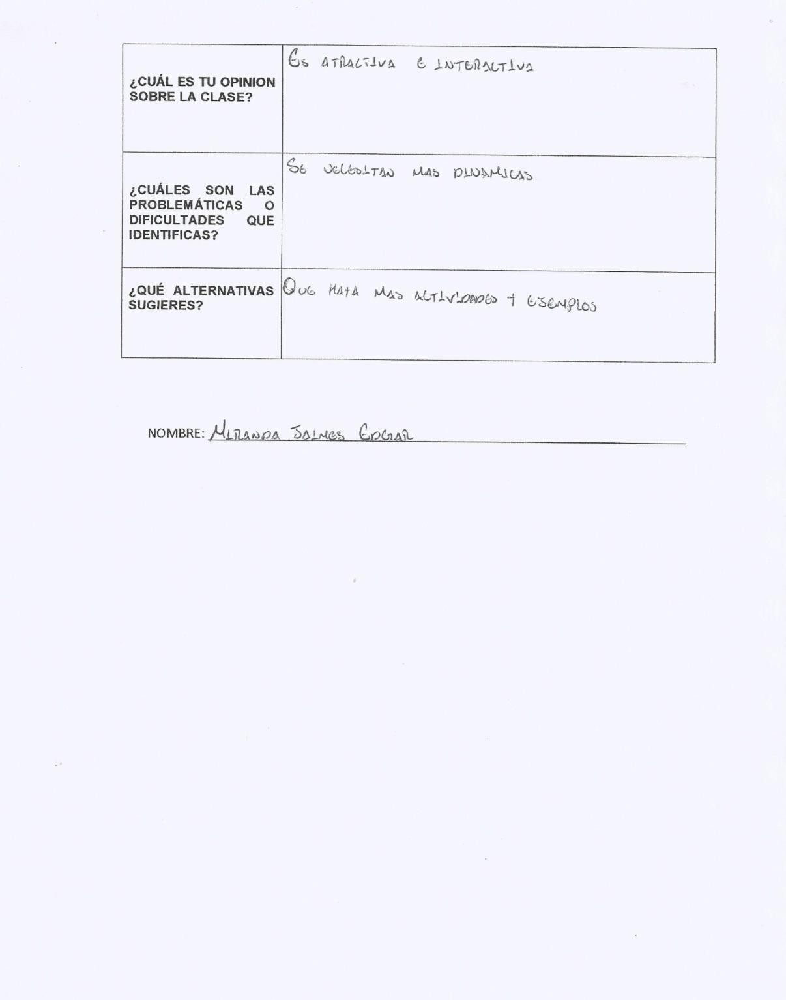 ¿CUÁL ES TU OPINION
SOBRE LA CLASE?
Es ATRACTIVA E INTERACTIVA
¿CUÁLES SON LAS
PROBLEMÁTICAS O
DIFICULTADES QUE
IDENTIFICAS?
SE NECESITAN MAS DINAMICAS
¿QUÉ ALTERNATIVAS
SUGIERES?
QUE HAYA MAS ACTIVIDADES Y EJEMPLOS
NOMBRE: MIRANDA JAIMES EDGAR